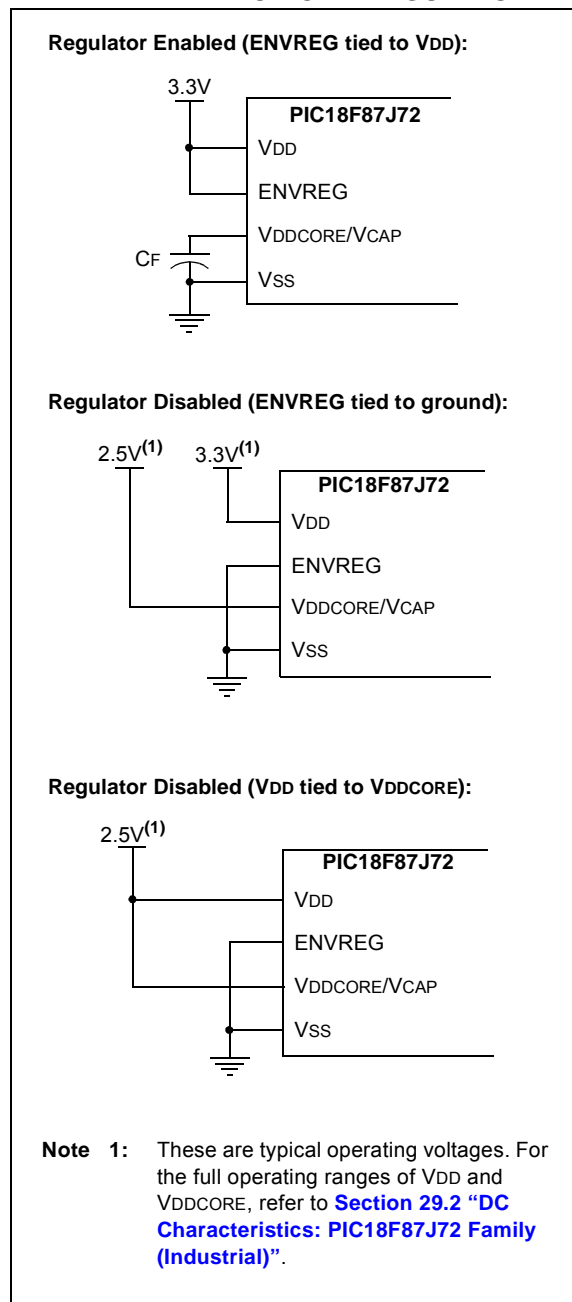 Regulator Enabled (ENVREG tied to VDD):
3.3V
PIC18F87J72
VDD
ENVREG
VDDCORE/VCAP
CF
VSS
Regulator Disabled (ENVREG tied to ground):
2.5V(1) 3.3V(1)
PIC18F87J72
VDD
ENVREG
VDDCORE/VCAP
VSS
Regulator Disabled (VDD tied to VDDCORE):
2.5V(1)
PIC18F87J72
VDD
ENVREG
VDDCORE/VCAP
VSS
Note 1: These are typical operating voltages. For
the full operating ranges of VDD and
VDDCORE, refer to Section 29.2 “DC
Characteristics: PIC18F87J72 Family
(Industrial)”.